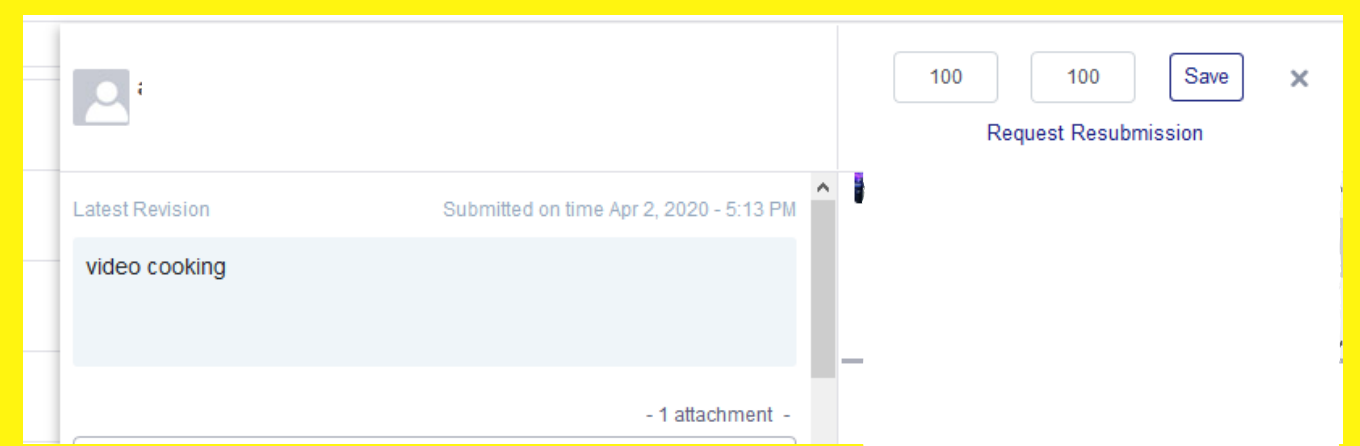 100 100 Save
Request Resubmission
Latest Revision Submitted on time Apr 2, 2020 - 5:13 PM
video cooking
- 1 attachment -